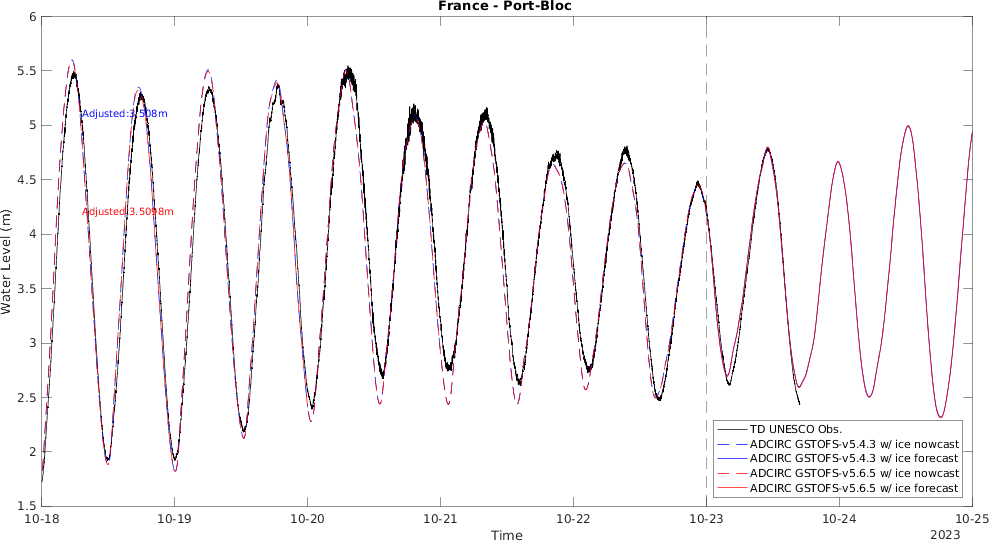 France - Port-Bloc
Water Level (m)
6
5.5
5
4.5
4
3.5
3
2.5
2
1.5
Adjusted:3.508m
Adjusted:3.5098m
TD UNESCO Obs.
ADCIRC GSTOFS-v5.4.3 w/ ice nowcast
ADCIRC GSTOFS-v5.4.3 w/ ice forecast
ADCIRC GSTOFS-v5.6.5 w/ ice nowcast
ADCIRC GSTOFS-v5.6.5 w/ ice forecast
10-18 10-19 10-20 10-21 10-22 10-23 10-24 10-25
Time
2023